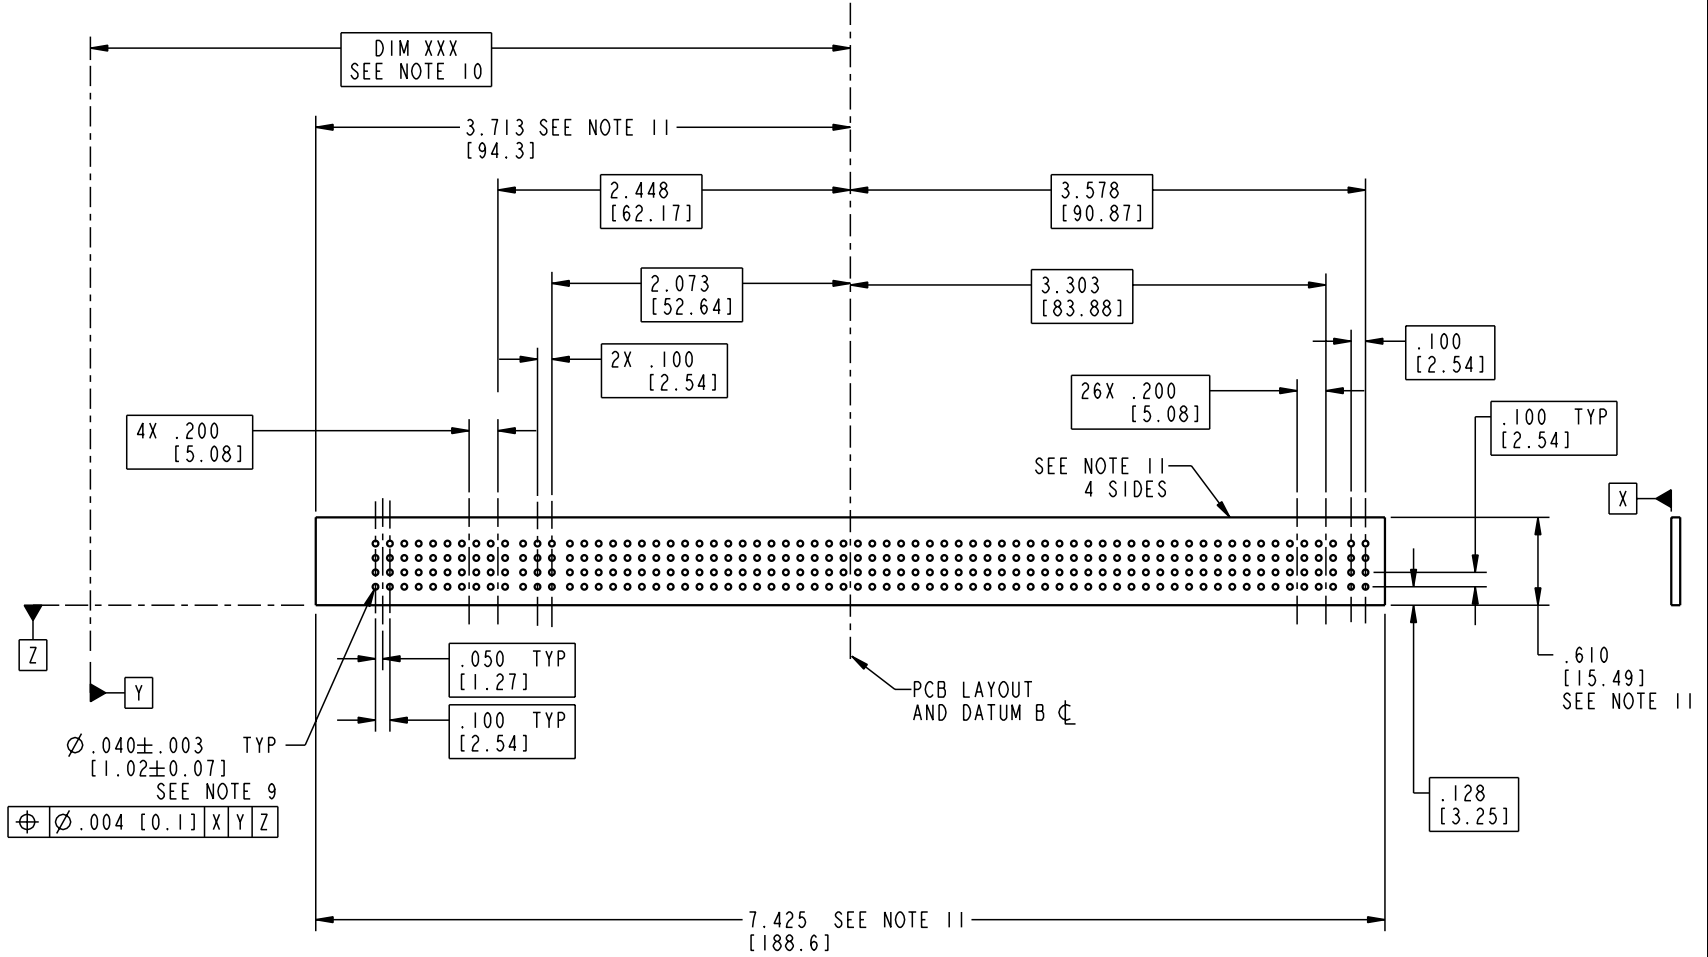 DIM XXX
SEE NOTE 10
3.713 SEE NOTE 11
[94.3]
2.448
[62.17]
3.578
[90.87]
2.073
[52.64]
3.303
[83.88]
2X .100
[2.54]
.100
[2.54]
26X .200
[5.08]
4X .200
[5.08]
.100 TYP
[2.54]
SEE NOTE 11
4 SIDES
X
Z
Y
.050 TYP
[1.27]
.100 TYP
[2.54]
PCB LAYOUT
AND DATUM B ℄
.610
[15.49]
SEE NOTE 11
Ø.040±.003 TYP
[1.02±0.07]
SEE NOTE 9
⌖ Ø.004 [0.1] X Y Z
.128
[3.25]
7.425 SEE NOTE 11
[188.6]